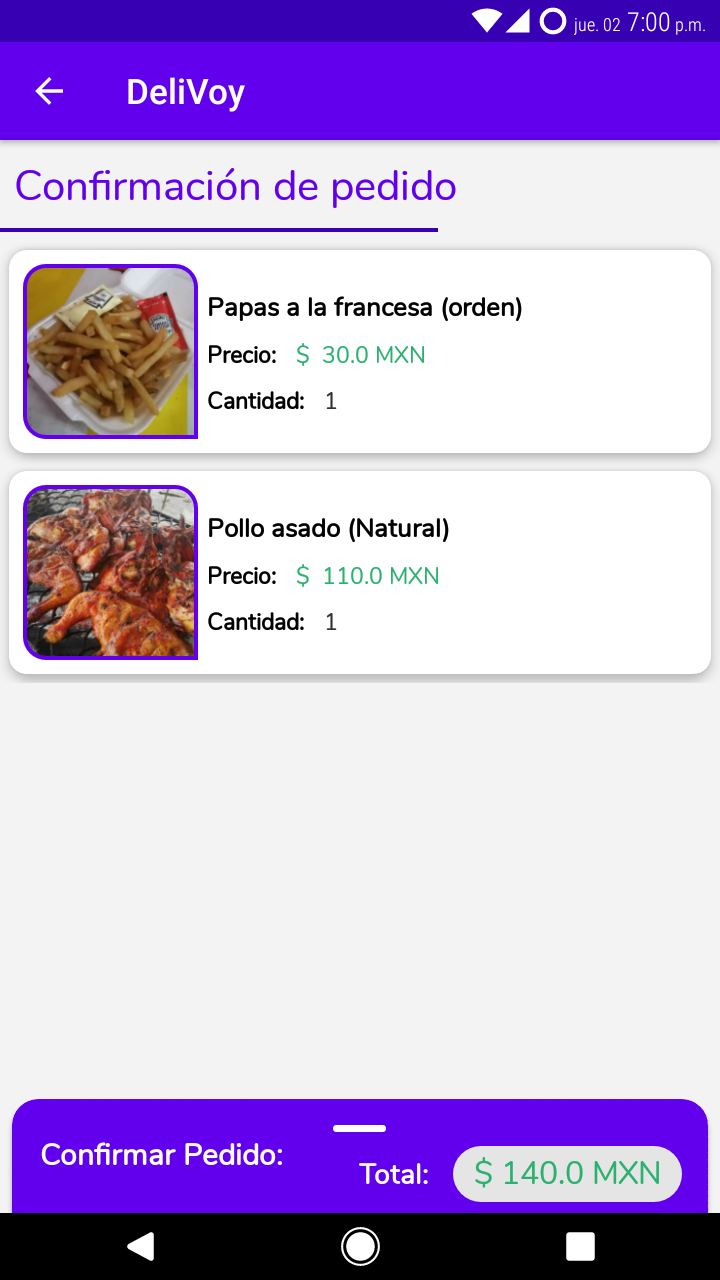 jue. 02 7:00 p.m.
DeliVoy
Confirmación de pedido
Papas a la francesa (orden)
Precio: $ 30.0 MXN
Cantidad: 1
Pollo asado (Natural)
Precio: $ 110.0 MXN
Cantidad: 1
Confirmar Pedido:
Total: $ 140.0 MXN